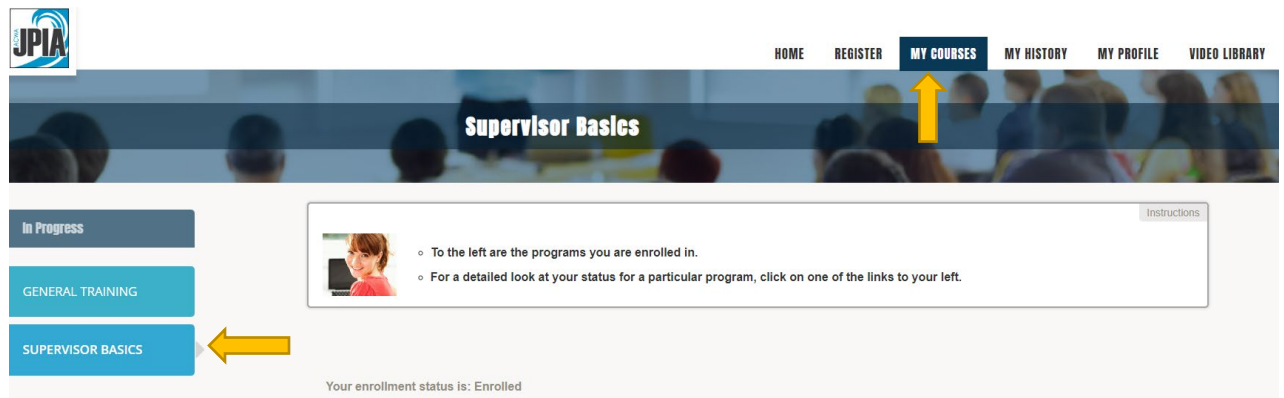 ACWA
JPIA
HOME REGISTER MY COURSES MY HISTORY MY PROFILE VIDEO LIBRARY
Supervisor Basics
In Progress
GENERAL TRAINING
SUPERVISOR BASICS
Instructions
To the left are the programs you are enrolled in.
For a detailed look at your status for a particular program, click on one of the links to your left.
Your enrollment status is: Enrolled